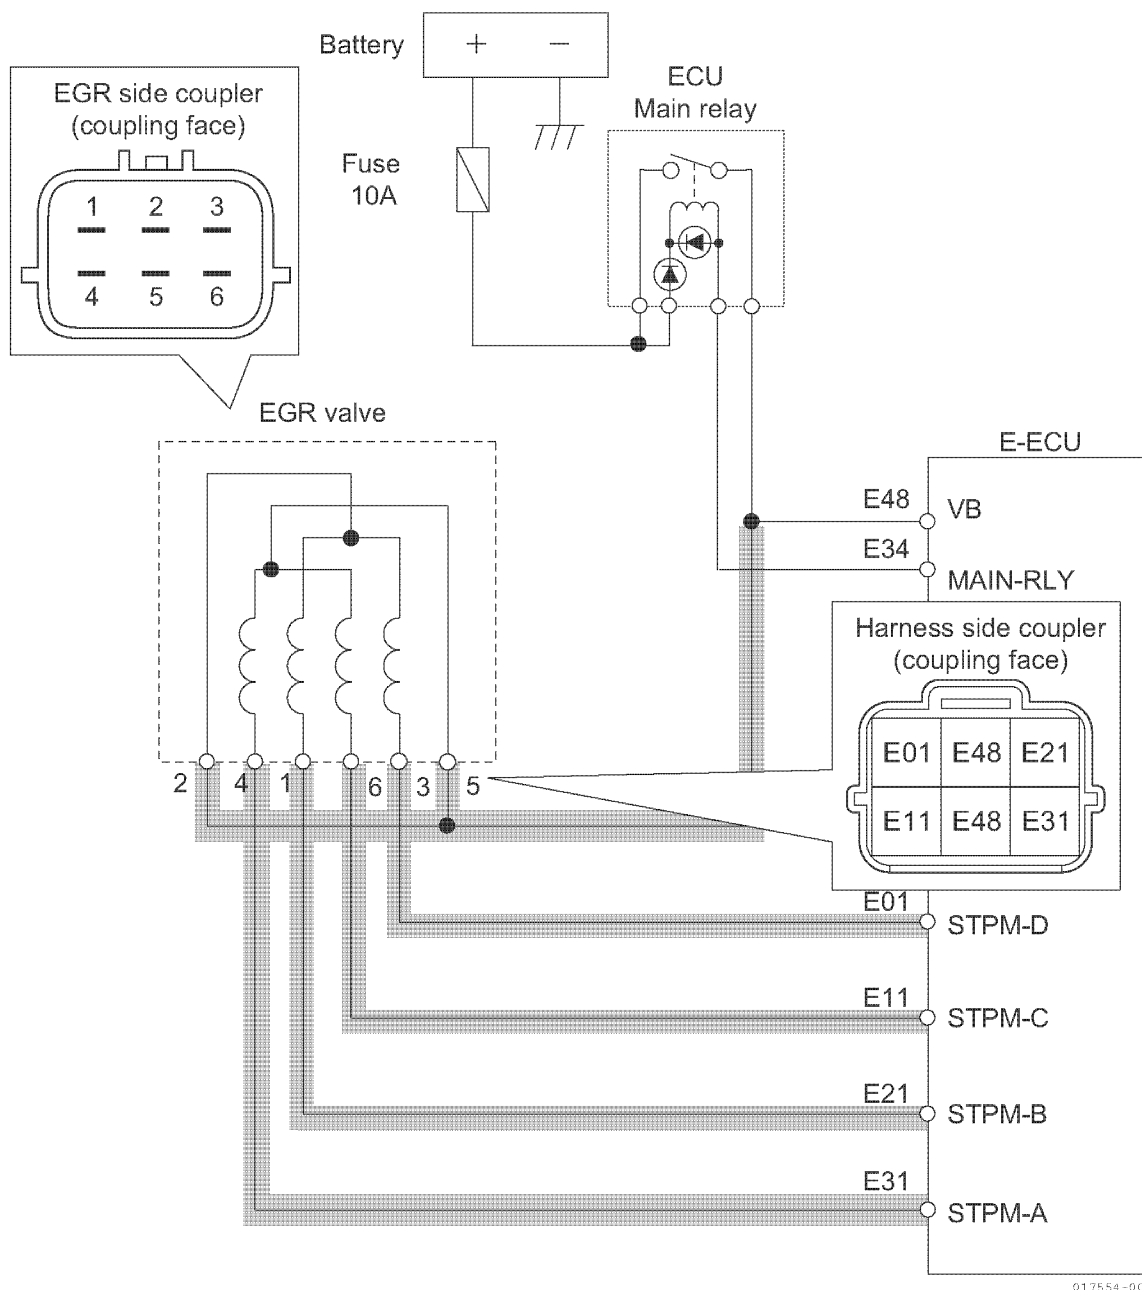 Battery + −
EGR side coupler
(coupling face)
1 2 3
4 5 6
Fuse
10A
ECU
Main relay
EGR valve
E-ECU
E48 VB
E34 MAIN-RLY
Harness side coupler
(coupling face)
E01 E48 E21
E11 E48 E31
2 4 1 6 3 5
E01 STPM-D
E11 STPM-C
E21 STPM-B
E31 STPM-A